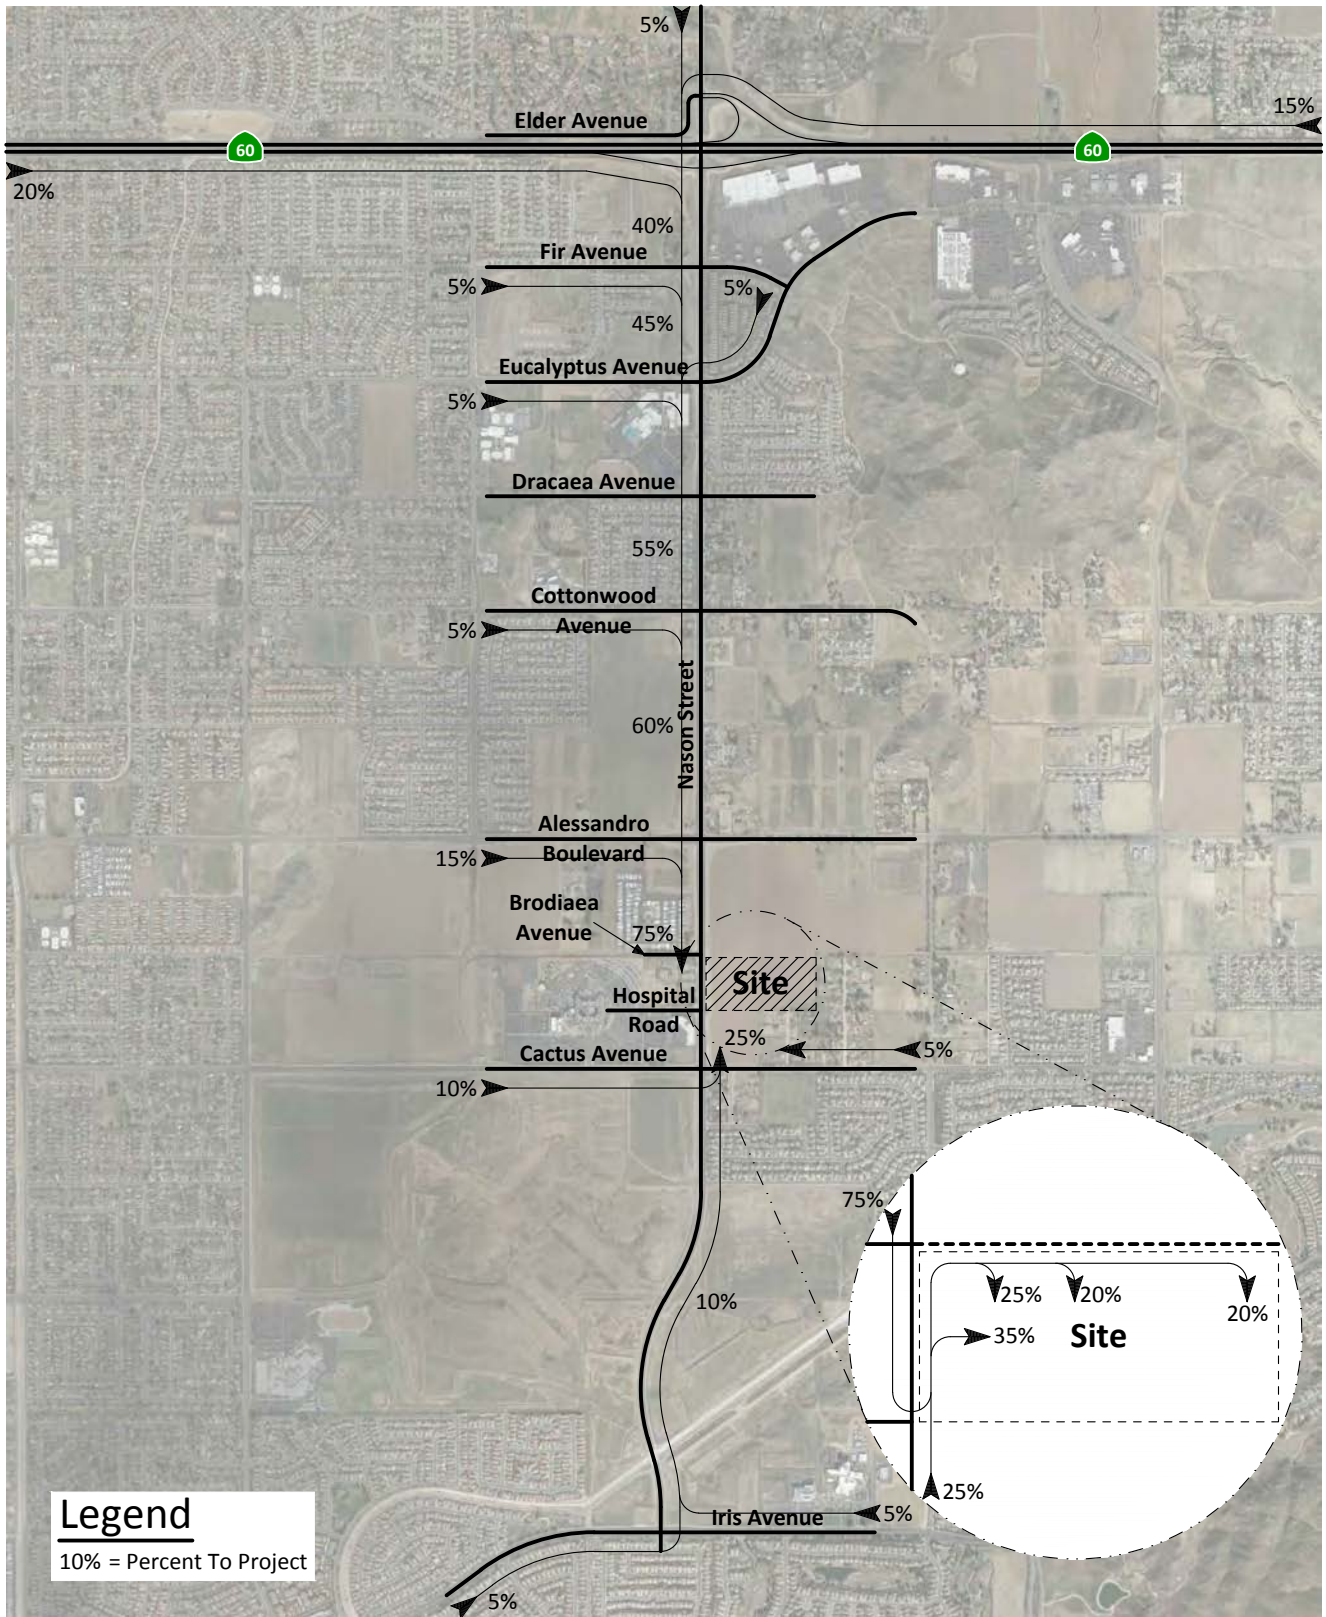 5%
15%
Elder Avenue
60
60
20%
40%
Fir Avenue
5%
5%
45%
Eucalyptus Avenue
5%
Dracaea Avenue
55%
Cottonwood
Avenue
5%
Nason Street
60%
Alessandro
Boulevard
15%
Brodiaea
Avenue
75%
Site
Hospital
Road
25%
Cactus Avenue
5%
10%
75%
25%
20%
20%
35%
Site
25%
10%
Iris Avenue
5%
5%
Legend
10% = Percent To Project